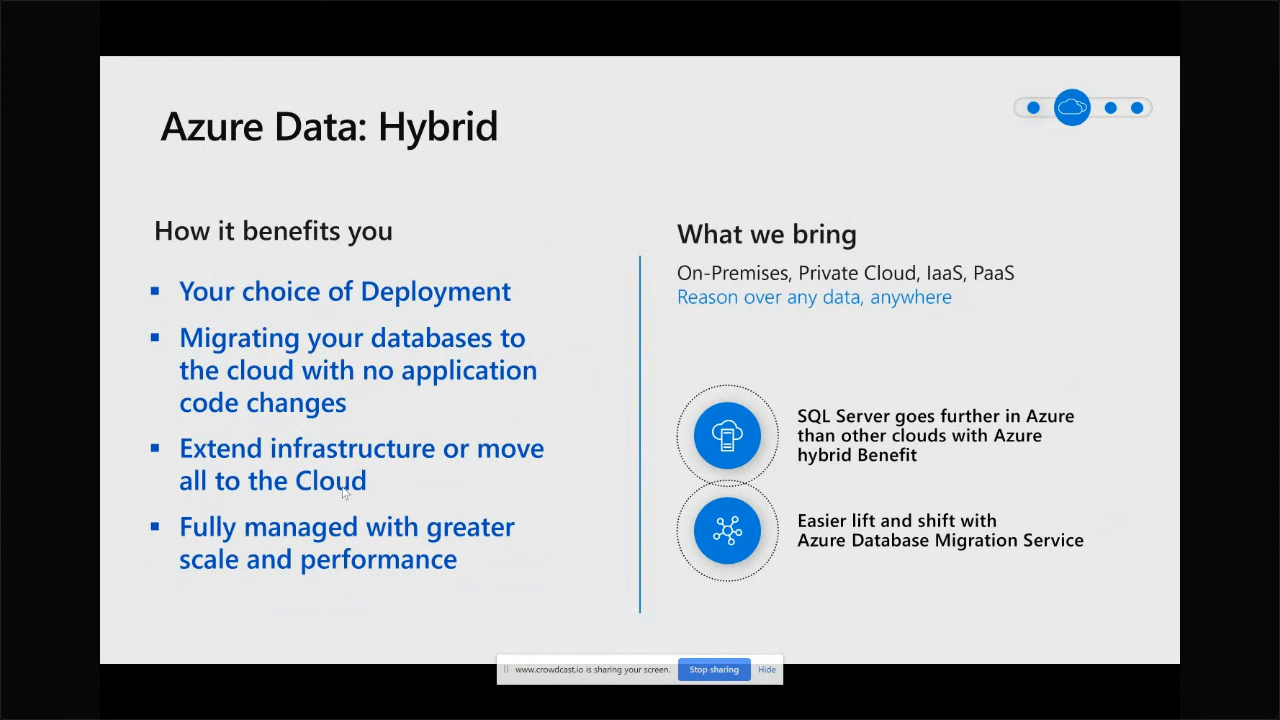 Azure Data: Hybrid
How it benefits you
▪ Your choice of Deployment
▪ Migrating your databases to
the cloud with no application
code changes
▪ Extend infrastructure or move
all to the Cloud
▪ Fully managed with greater
scale and performance
What we bring
On-Premises, Private Cloud, IaaS, PaaS
Reason over any data, anywhere
SQL Server goes further in Azure
than other clouds with Azure
hybrid Benefit
Easier lift and shift with
Azure Database Migration Service
www.crowdcast.io is sharing your screen. Stop sharing Hide